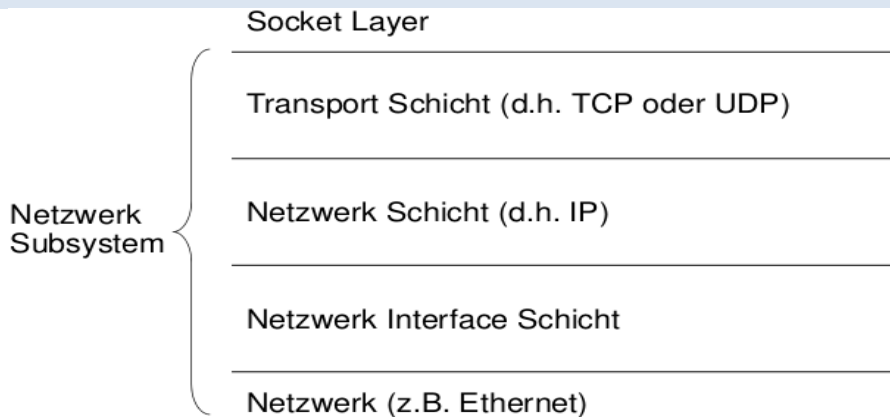 Socket Layer
Transport Schicht (d.h. TCP oder UDP)
Netzwerk
Subsystem
Netzwerk Schicht (d.h. IP)
Netzwerk Interface Schicht
Netzwerk (z.B. Ethernet)